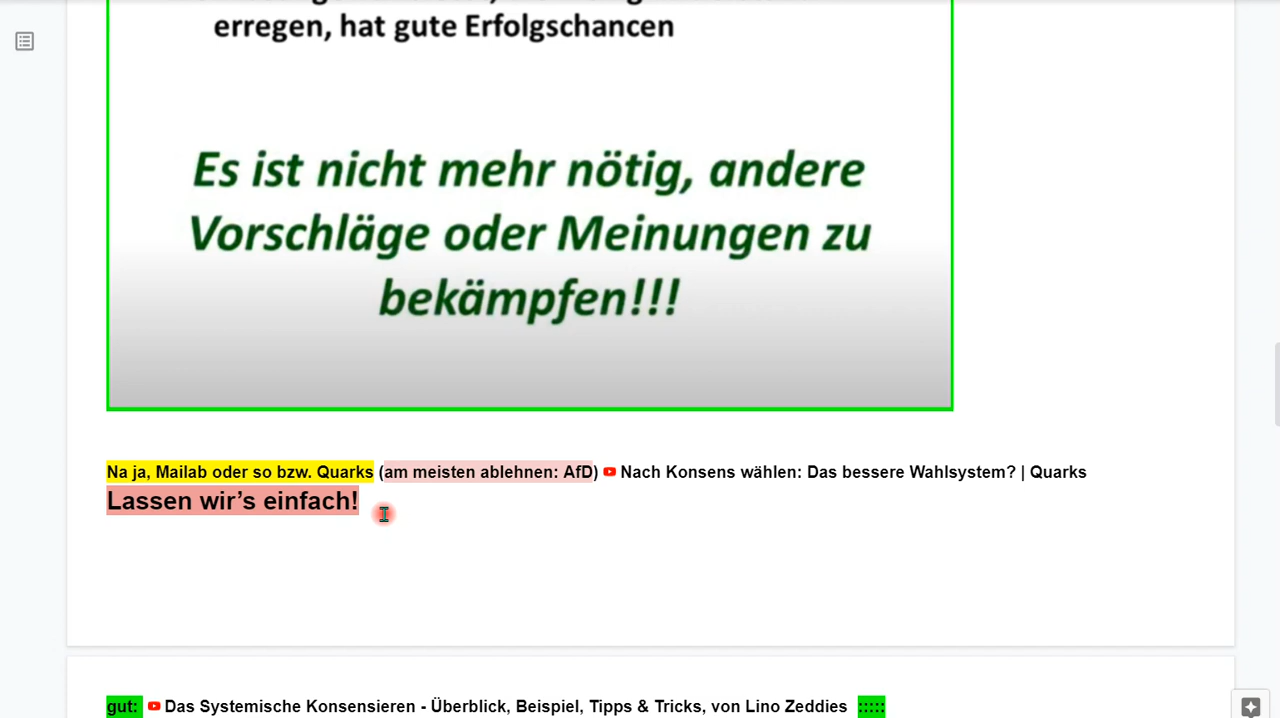 erregen, hat gute Erfolgschancen
Es ist nicht mehr nötig, andere
Vorschläge oder Meinungen zu
bekämpfen!!!
Na ja, Mailab oder so bzw. Quarks (am meisten ablehnen: AfD) Nach Konsens wählen: Das bessere Wahlsystem? | Quarks
Lassen wir’s einfach!
gut: Das Systemische Konsensieren - Überblick, Beispiel, Tipps & Tricks, von Lino Zeddies :::::